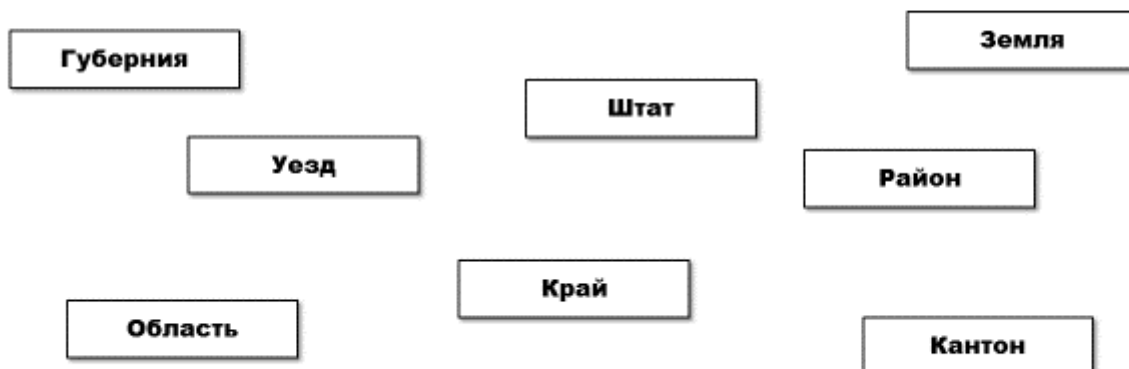 Губерния
Земля
Штат
Уезд
Район
Край
Область
Кантон